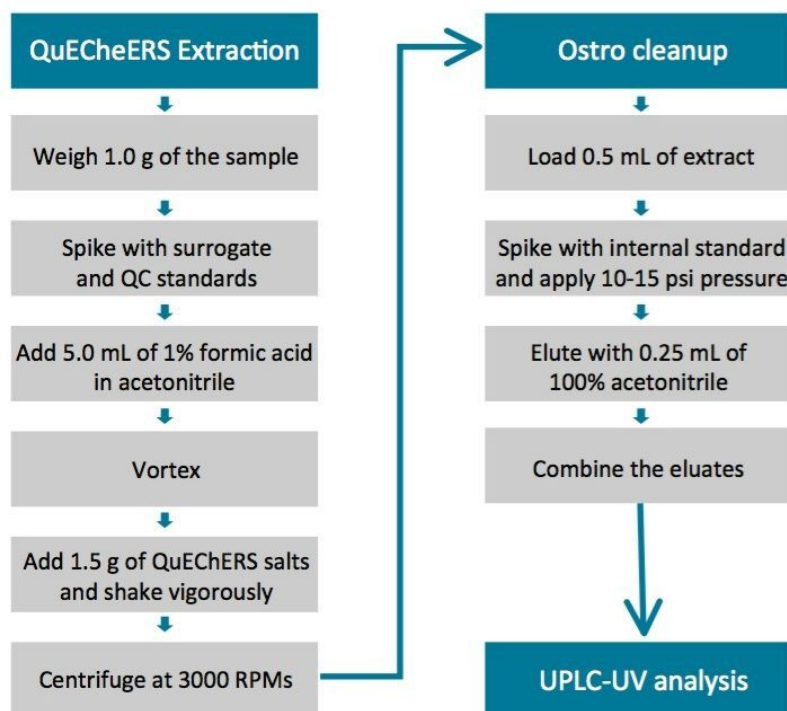 QuECheERS Extraction
Weigh 1.0 g of the sample
Spike with surrogate
and QC standards
Add 5.0 mL of 1% formic acid
in acetonitrile
Vortex
Add 1.5 g of QuEChERS salts
and shake vigorously
Centrifuge at 3000 RPMs
Ostro cleanup
Load 0.5 mL of extract
Spike with internal standard
and apply 10-15 psi pressure
Elute with 0.25 mL of
100% acetonitrile
Combine the eluates
UPLC-UV analysis